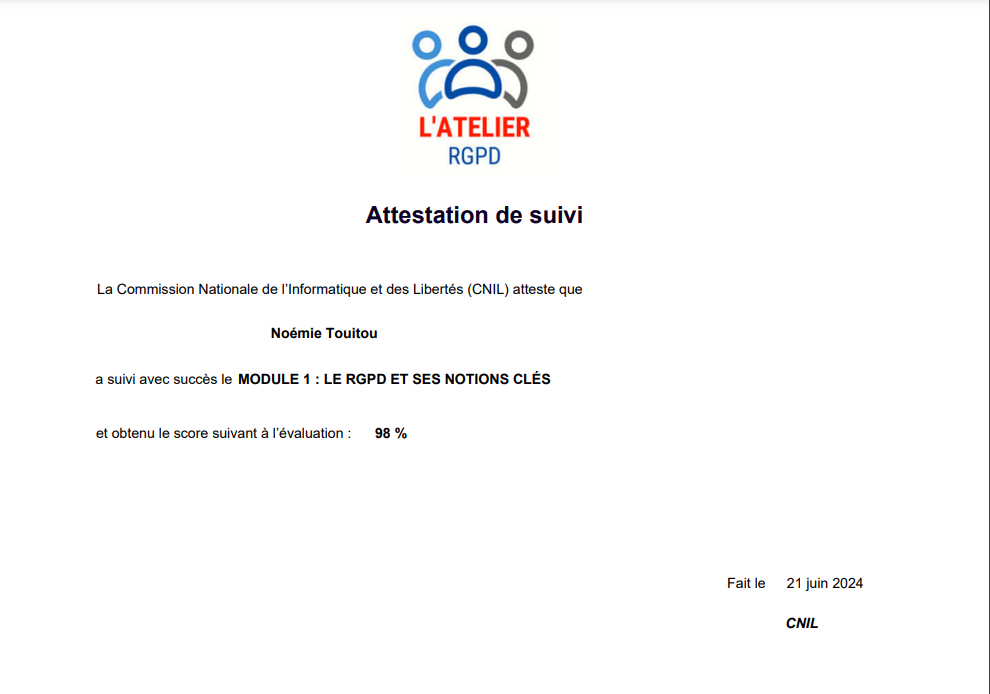 L'ATELIER
RGPD
Attestation de suivi
La Commission Nationale de l’Informatique et des Libertés (CNIL) atteste que
Noémie Touitou
a suivi avec succès le MODULE 1 : LE RGPD ET SES NOTIONS CLÉS
et obtenu le score suivant à l’évaluation : 98 %
Fait le 21 juin 2024
CNIL